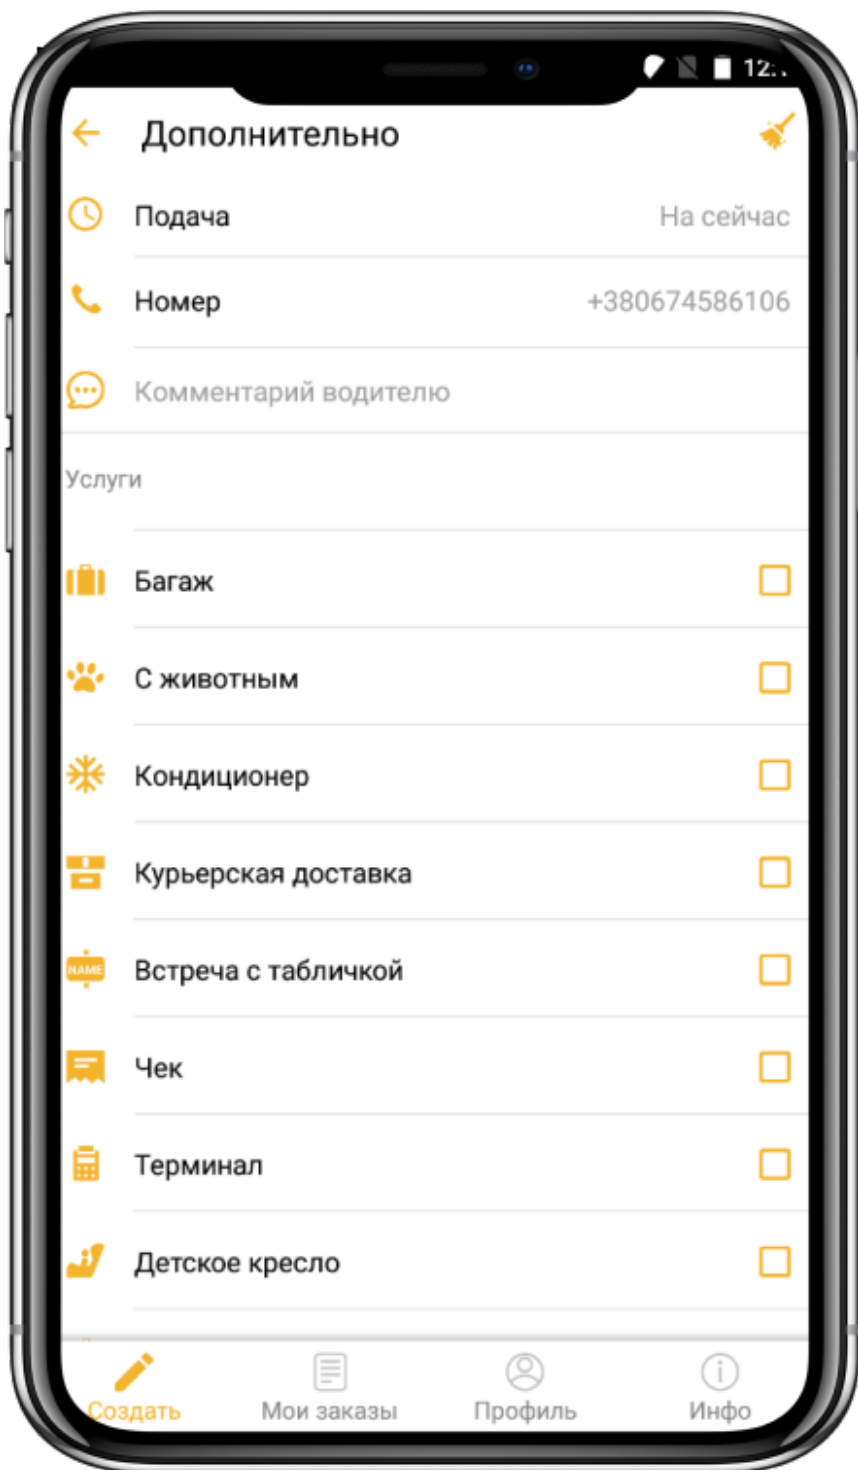 Дополнительно
Подача На сейчас
Номер +380674586106
Комментарий водителю
Услуги
Багаж
С животным
Кондиционер
Курьерская доставка
NAME Встреча с табличкой
Чек
Терминал
Детское кресло
Создать Мои заказы Профиль Инфо